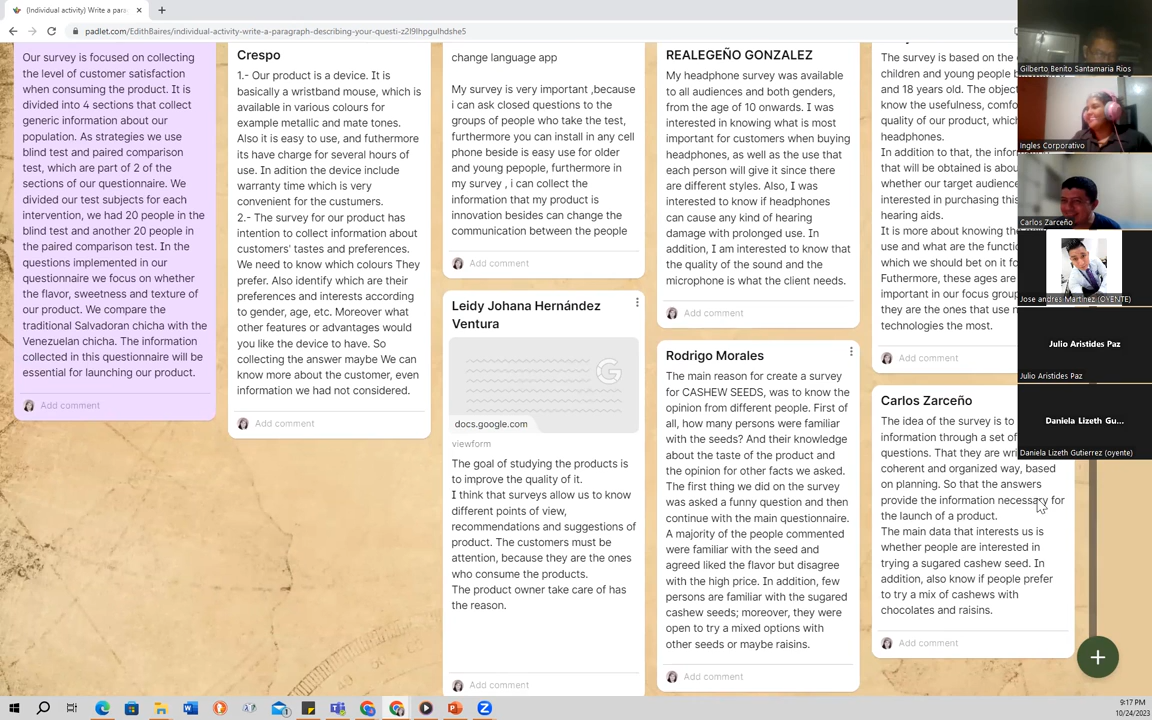 (Individual activity) Write a para
padlet.com/EdithBaires/individual-activity-write-a-paragraph-describing-your-questi-z2l9lhpgulhdshe5
Our survey is focused on collecting
the level of customer satisfaction
when consuming the product. It is
divided into 4 sections that collect
generic information about our
population. As strategies we use
blind test and paired comparison
test, which are part of 2 of the
sections of our questionnaire. We
divided our test subjects for each
intervention, we had 20 people in the
blind test and another 20 people in
the paired comparison test. In the
questions implemented in our
questionnaire we focus on whether
the flavor, sweetness and texture of
our product. We compare the
traditional Salvadoran chicha with the
Venezuelan chicha. The information
collected in this questionnaire will be
essential for launching our product.
Add comment
Crespo
1.- Our product is a device. It is
basically a wristband mouse, which is
available in various colours for
example metallic and mate tones.
Also it is easy to use, and futhermore
its have charge for several hours of
use. In adition the device include
warranty time which is very
convenient for the custumers.
2.- The survey for our product has
intention to collect information about
customers' tastes and preferences.
We need to know which colours They
prefer. Also identify which are their
preferences and interests according
to gender, age, etc. Moreover what
other features or advantages would
you like the device to have. So
collecting the answer maybe We can
know more about the customer, even
information we had not considered.
Add comment
change language app
My survey is very important ,because
i can ask closed questions to the
groups of people who take the test,
furthermore you can install in any cell
phone beside is easy use for older
and young pepople, furthermore in
my survey , i can collect the
information that my product is
innovation besides can change the
communication between the people
Add comment
Leidy Johana Hernández
Ventura
docs.google.com
viewform
The goal of studying the products is
to improve the quality of it.
I think that surveys allow us to know
different points of view,
recommendations and suggestions of
product. The customers must be
attention, because they are the ones
who consume the products.
The product owner take care of has
the reason.
Add comment
REALEGEÑO GONZALEZ
My headphone survey was available
to all audiences and both genders,
from the age of 10 onwards. I was
interested in knowing what is most
important for customers when buying
headphones, as well as the use that
each person will give it since there
are different styles. Also, I was
interested to know if headphones
can cause any kind of hearing
damage with prolonged use. In
addition, I am interested to know that
the quality of the sound and the
microphone is what the client needs.
Add comment
Rodrigo Morales
The main reason for create a survey
for CASHEW SEEDS, was to know the
opinion from different people. First of
all, how many persons were familiar
with the seeds? And their knowledge
about the taste of the product and
the opinion for other facts we asked.
The first thing we did on the survey
was asked a funny question and then
continue with the main questionnaire.
A majority of the people commented
were familiar with the seed and
agreed liked the flavor but disagree
with the high price. In addition, few
persons are familiar with the sugared
cashew seeds; moreover, they were
open to try a mixed options with
other seeds or maybe raisins.
Add comment
The survey is based on the
children and young people
and 18 years old. The object
know the usefulness, comfo
quality of our product, which
headphones.
In addition to that, the infor
that will be obtained is abou
whether our target audience
interested in purchasing this
hearing aids.
It is more about knowing th
use and what are the functi
which we should bet on it fo
Futhermore, these ages are
important in our focus group
they are the ones that use n
technologies the most.
Add comment
Carlos Zarceño
The idea of the survey is to
information through a set of
questions. That they are wri
coherent and organized way, based
on planning. So that the answers
provide the information necessary for
the launch of a product.
The main data that interests us is
whether people are interested in
trying a sugared cashew seed. In
addition, also know if people prefer
to try a mix of cashews with
chocolates and raisins.
Add comment
Gilberto Benito Santamaria Rios
Ingles Corporativo
Carlos Zarceño
Jose andres Martinez (OYENTE)
Julio Aristides Paz
Julio Aristides Paz
Daniela Lizeth Gu...
Daniela Lizeth Gutierrez (oyente)
9:17 PM
10/24/2023